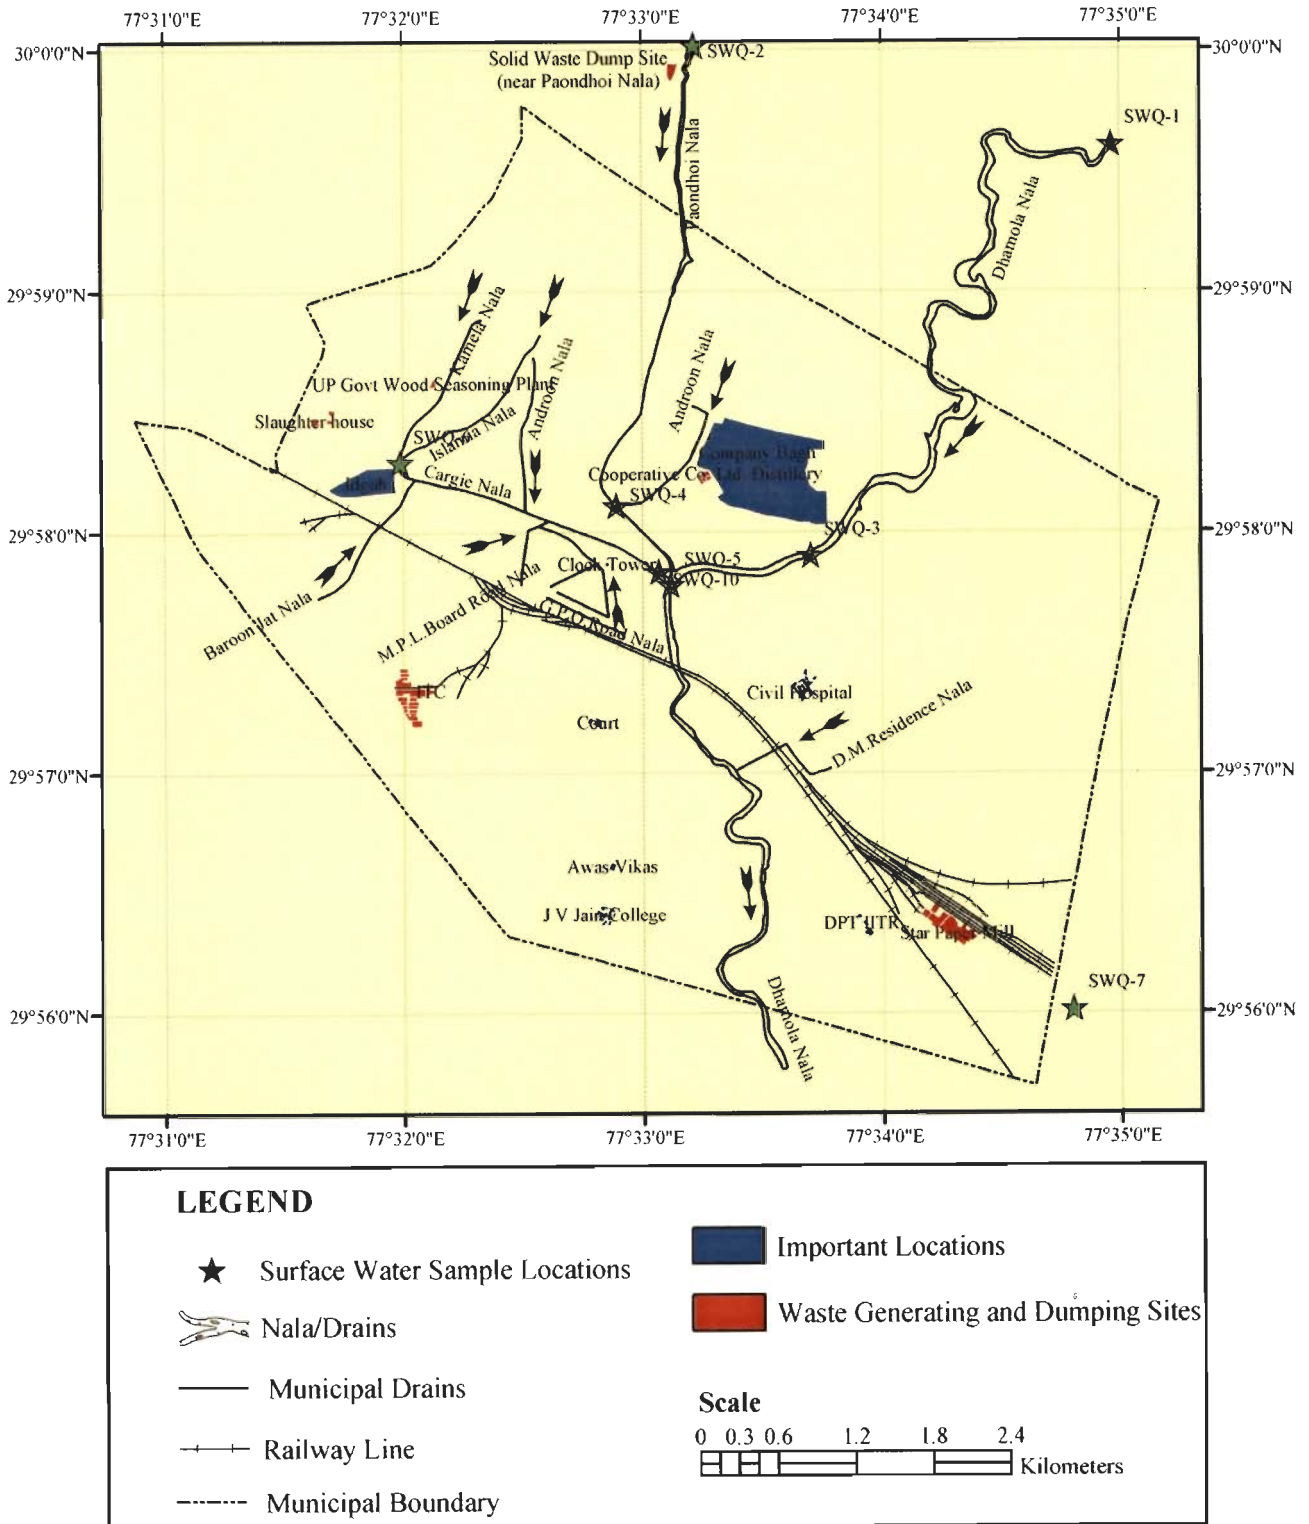 77°31'0"E 77°32'0"E 77°33'0"E 77°34'0"E 77°35'0"E
30°0'0"N
30°0'0"N
SWQ-2
Solid Waste Dump Site
(near Paondhoi Nala)
SWQ-1
Paondhoi Nala
Dhamola Nala
29°59'0"N
29°59'0"N
Kamela Nala
Androon Nala
Androon Nala
UP Govt Wood Seasoning Plant
Slaughter house
SWQ-
Islamia Nala
Company Bagh
Cooperative Co. Ltd. Distillery
Idgah
Cargie Nala
SWQ-4
29°58'0"N
29°58'0"N
SWQ-3
Clock Tower
SWQ-5
SWQ-10
Baroon Jat Nala
M.P.L.Board Road Nala
G.P.O.Road Nala
ITC
Civil Hospital
Court
D.M.Residence Nala
29°57'0"N
29°57'0"N
Awas Vikas
J V Jain College
DPT IITR
Star Paper Mill
SWQ-7
Dhamola Nala
29°56'0"N
29°56'0"N
77°31'0"E 77°32'0"E 77°33'0"E 77°34'0"E 77°35'0"E
LEGEND
Surface Water Sample Locations
Nala/Drains
Municipal Drains
Railway Line
Municipal Boundary
Important Locations
Waste Generating and Dumping Sites
Scale
0 0.3 0.6 1.2 1.8 2.4
Kilometers